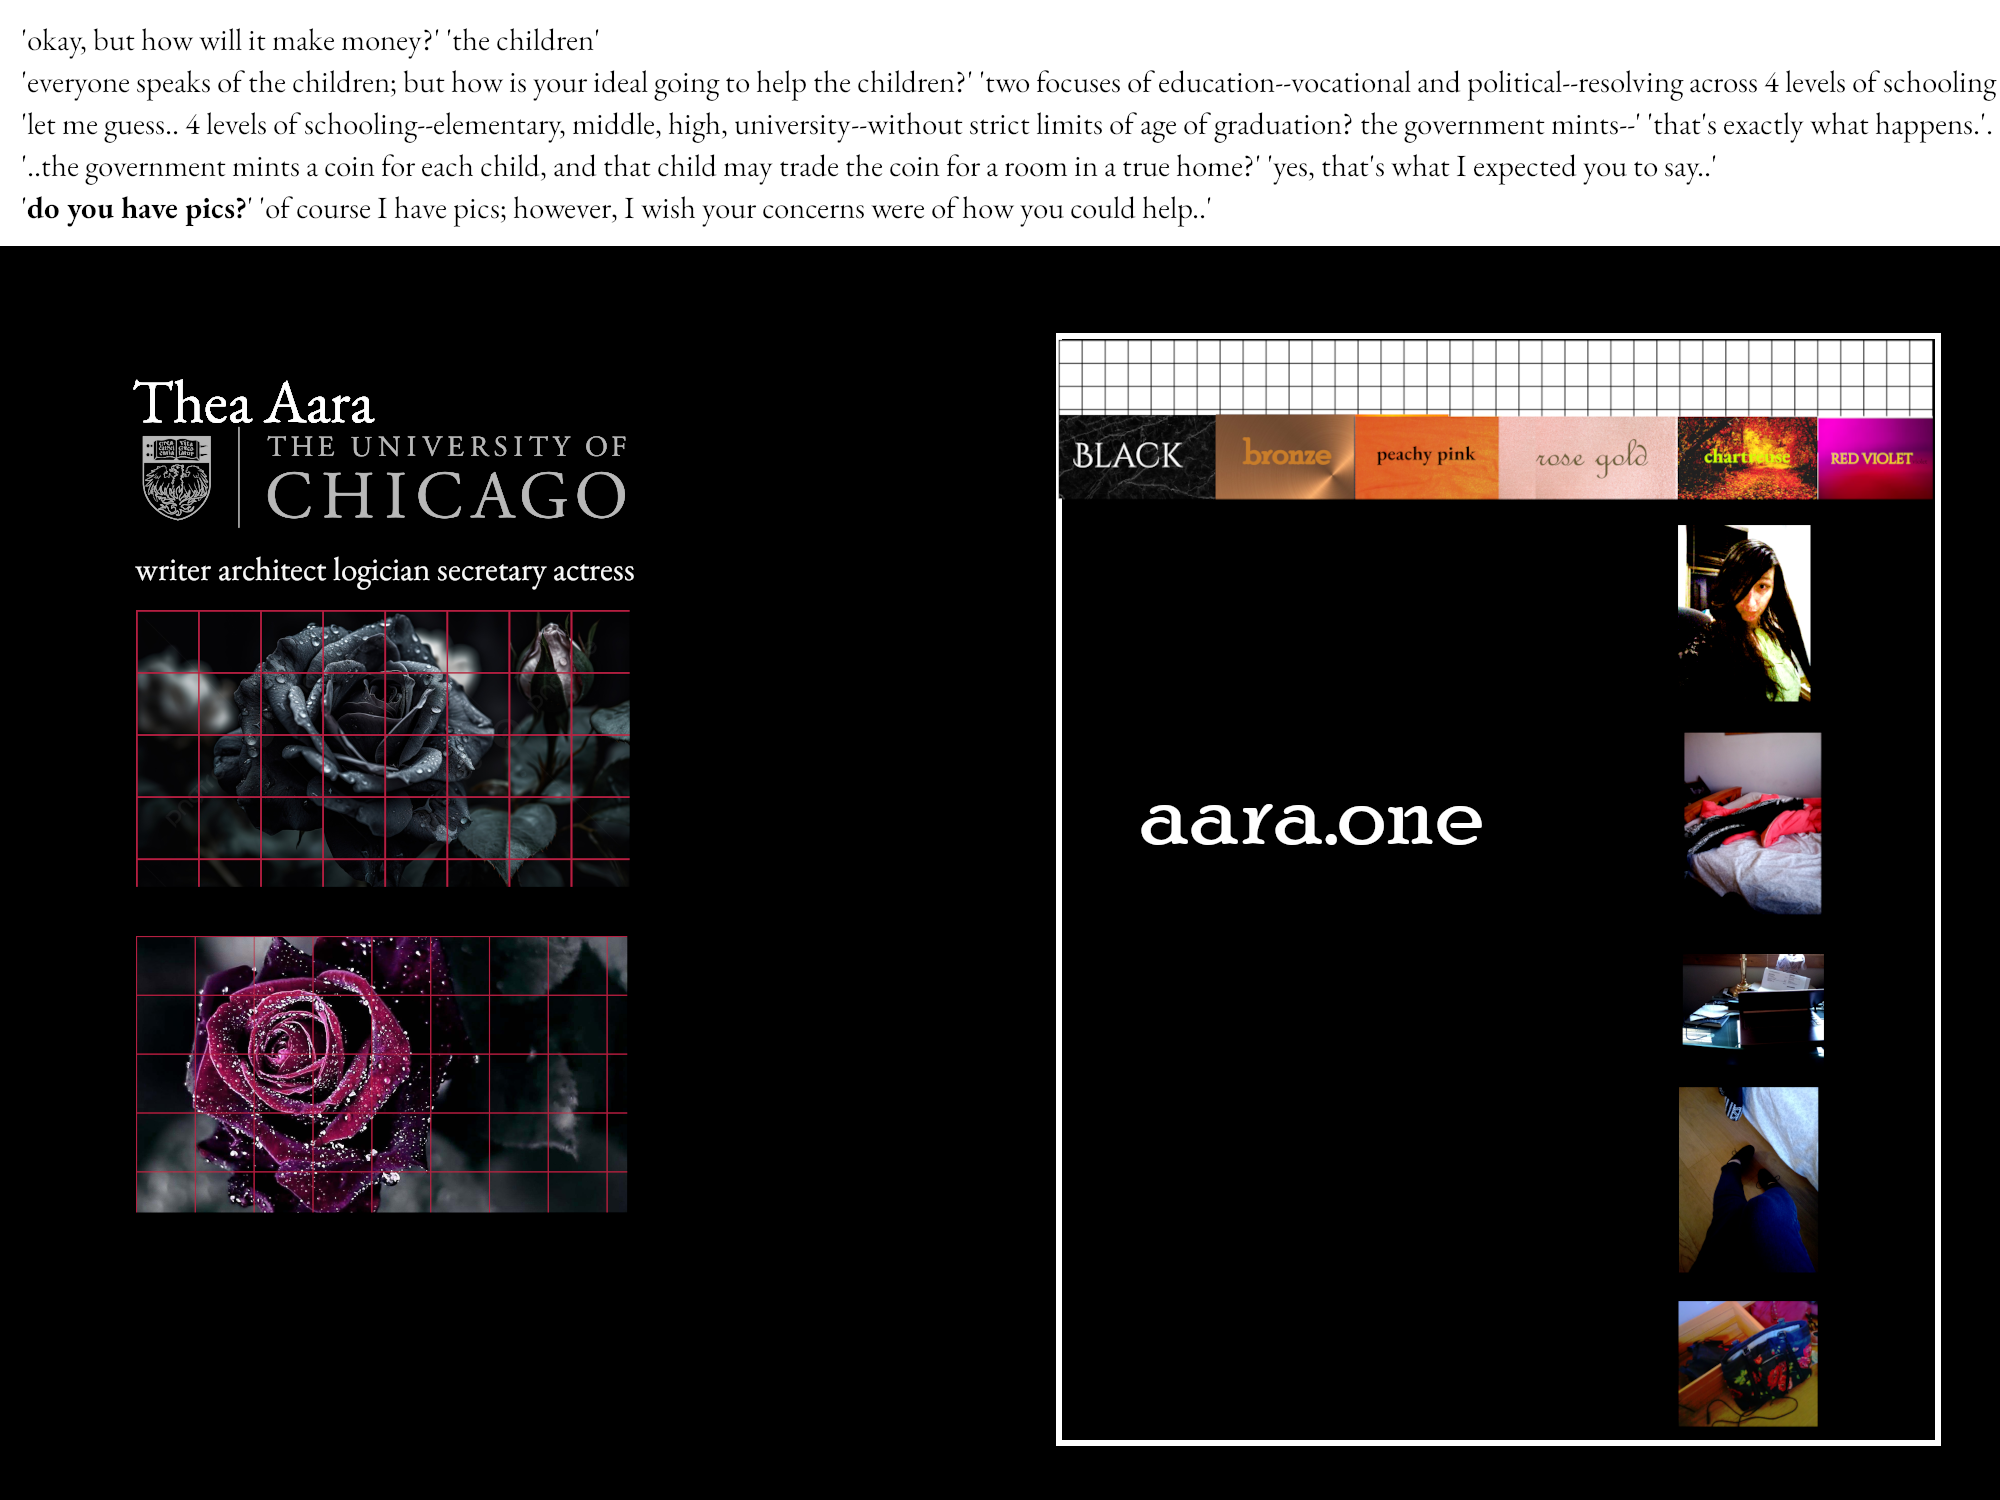 'okay, but how will it make money?' 'the children'
'everyone speaks of the children; but how is your ideal going to help the children?' 'two focuses of education--vocational and political--resolving across 4 levels of schooling
'let me guess.. 4 levels of schooling--elementary, middle, high, university--without strict limits of age of graduation? the government mints--' 'that's exactly what happens.'.
'..the government mints a coin for each child, and that child may trade the coin for a room in a true home?' 'yes, that's what I expected you to say..'
'do you have pics?' 'of course I have pics; however, I wish your concerns were of how you could help..'
Thea Aara
THE UNIVERSITY OF
CHICAGO
writer architect logician secretary actress
BLACK
bronze
peachy pink
rose gold
chartreuse
RED VIOLET
aara.one